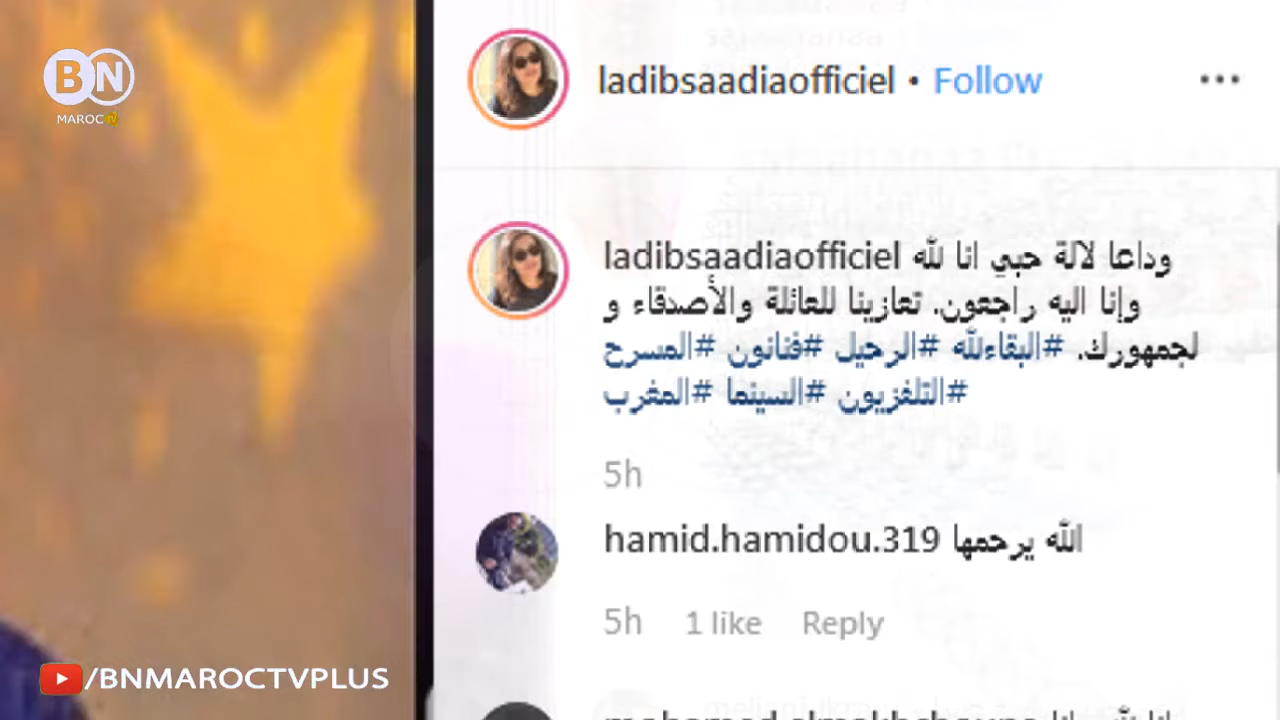 BN
MAROC TV
ladibsaadiaofficiel • Follow
ladibsaadiaofficiel وداعا لالة حبي انا لله
وإنا اليه راجعون. تعازينا للعائلة والأصدقاء و
لجمهورك. #البقاءلله #الرحيل #فنانون #المسرح
#التلفزيون #السينما #المغرب
5h
hamid.hamidou.319 الله يرحمها
5h 1 like Reply
/BNMAROCTVPLUS